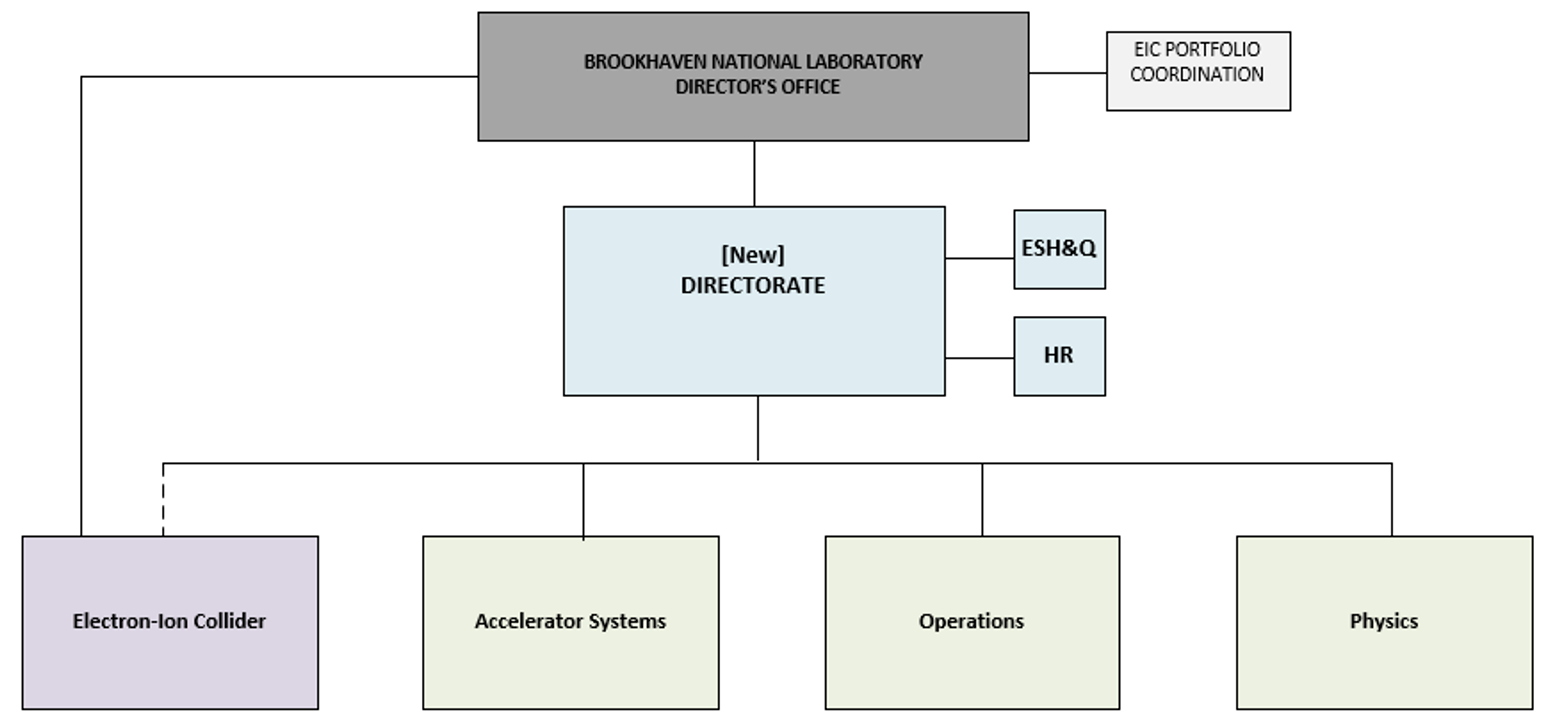 BROOKHAVEN NATIONAL LABORATORY
DIRECTOR'S OFFICE
EIC PORTFOLIO
COORDINATION
[New]
DIRECTORATE
ESH&Q
HR
Electron-Ion Collider
Accelerator Systems
Operations
Physics